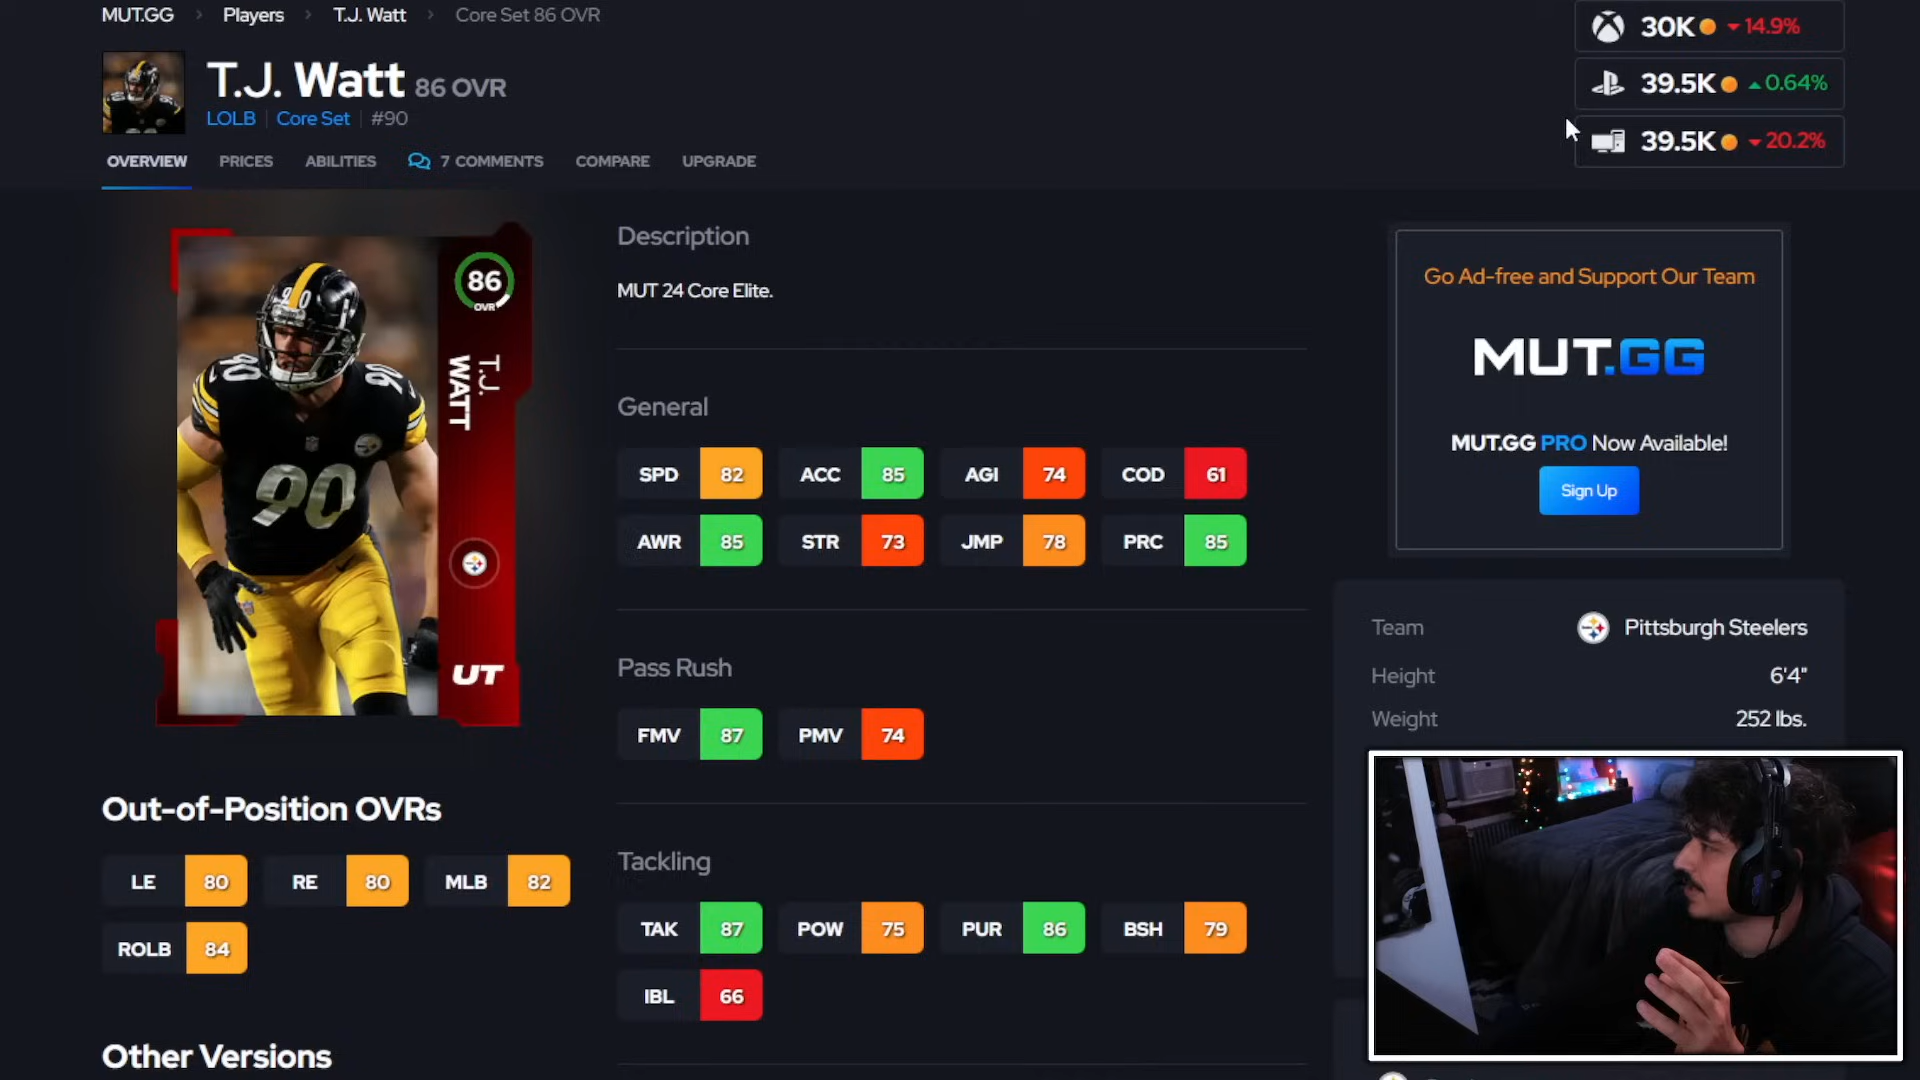 MUT.GG > Players > T.J. Watt > Core Set 86 OVR
T.J. Watt 86 OVR
LOLB | Core Set | #90
30K 14.9%
39.5K 0.64%
39.5K 20.2%
OVERVIEW PRICES ABILITIES 7 COMMENTS COMPARE UPGRADE
86
OVR
T.J.
WATT
90
90
90
90
UT
Description
MUT 24 Core Elite.
General
SPD 82 ACC 85 AGI 74 COD 61
AWR 85 STR 73 JMP 78 PRC 85
Pass Rush
FMV 87 PMV 74
Tackling
TAK 87 POW 75 PUR 86 BSH 79
IBL 66
Out-of-Position OVRs
LE 80 RE 80 MLB 82
ROLB 84
Other Versions
Go Ad-free and Support Our Team
MUT.GG
MUT.GG PRO Now Available!
Sign Up
Team Pittsburgh Steelers
Height 6'4"
Weight 252 lbs.